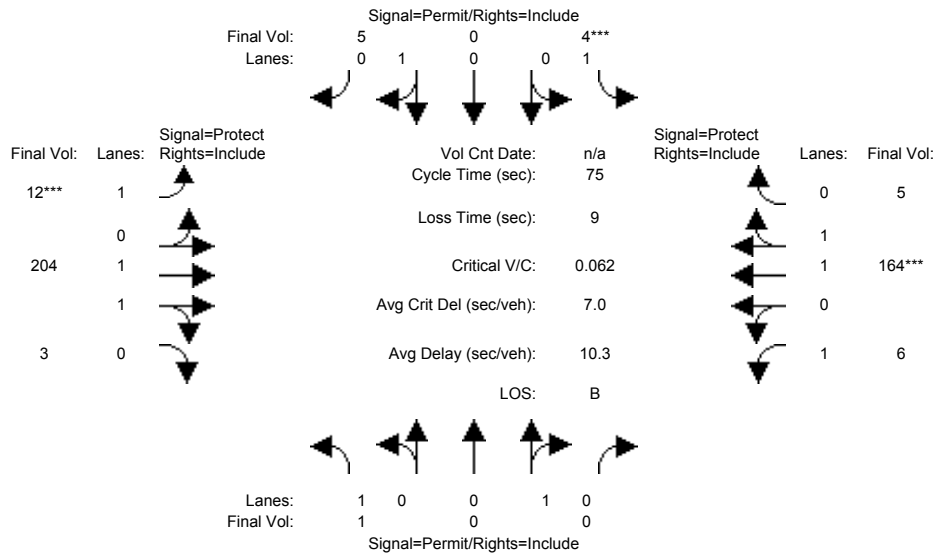 Signal=Permit/Rights=Include
Final Vol: 5 0 4***
Lanes: 0 1 0 0 1
Signal=Protect
Final Vol: Lanes: Rights=Include
Vol Cnt Date: n/a
Signal=Protect
Rights=Include Lanes: Final Vol:
Cycle Time (sec): 75
12*** 1
0 5
Loss Time (sec): 9
0
1
204 1
Critical V/C: 0.062
1 164***
1
Avg Crit Del (sec/veh): 7.0
0
3 0
Avg Delay (sec/veh): 10.3
1 6
LOS: B
Lanes: 1 0 0 1 0
Final Vol: 1 0 0
Signal=Permit/Rights=Include